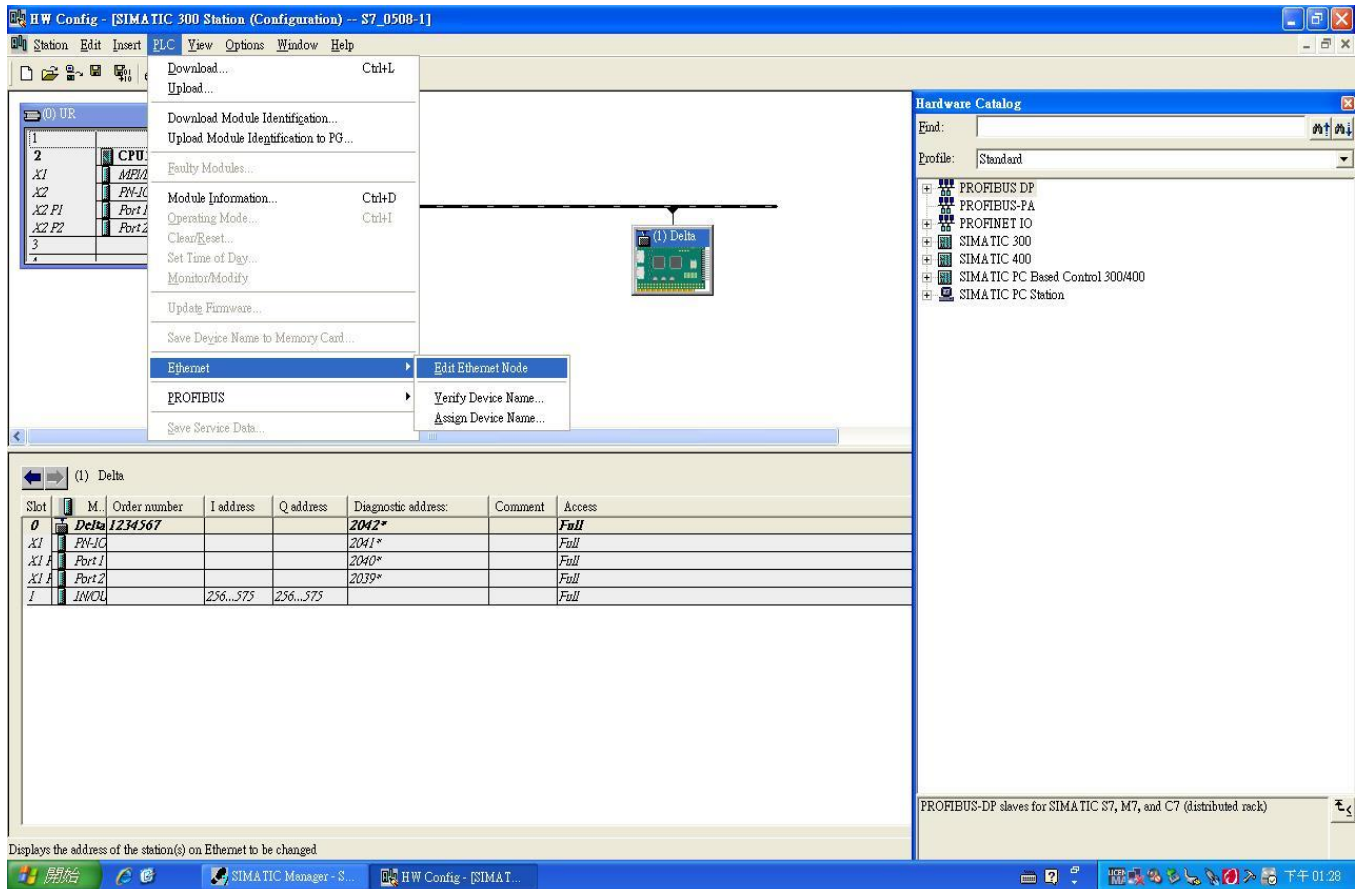 HW Config - [SIMATIC 300 Station (Configuration) -- S7_0508-1]
Station Edit Insert PLC View Options Window Help
Download... Ctrl+L
Upload...
Download Module Identification...
Upload Module Identification to PG...
Faulty Modules...
Module Information... Ctrl+D
Operating Mode... Ctrl+I
Clear/Reset...
Set Time of Day...
Monitor/Modify
Update Firmware...
Save Device Name to Memory Card...
Ethernet
PROFIBUS
Save Service Data...
Edit Ethernet Node
Verify Device Name...
Assign Device Name...
(0) UR
1
2 CPU
X1 MPI/
X2 PN-IO
X2 P1 Port 1
X2 P2 Port 2
3
(1) Delta
Hardware Catalog
Find:
Profile: Standard
PROFIBUS DP
PROFIBUS-PA
PROFINET IO
SIMATIC 300
SIMATIC 400
SIMATIC PC Based Control 300/400
SIMATIC PC Station
(1) Delta
Slot M.. Order number I address Q address Diagnostic address: Comment Access
0 Delta 1234567 2042* Full
X1 PN-IO 2041* Full
X1 P Port 1 2040* Full
X1 P Port 2 2039* Full
1 IN/OU 256...575 256...575 Full
PROFIBUS-DP slaves for SIMATIC S7, M7, and C7 (distributed rack)
Displays the address of the station(s) on Ethernet to be changed
開始 SIMATIC Manager - S... HW Config - [SIMAT... 下午 01:28